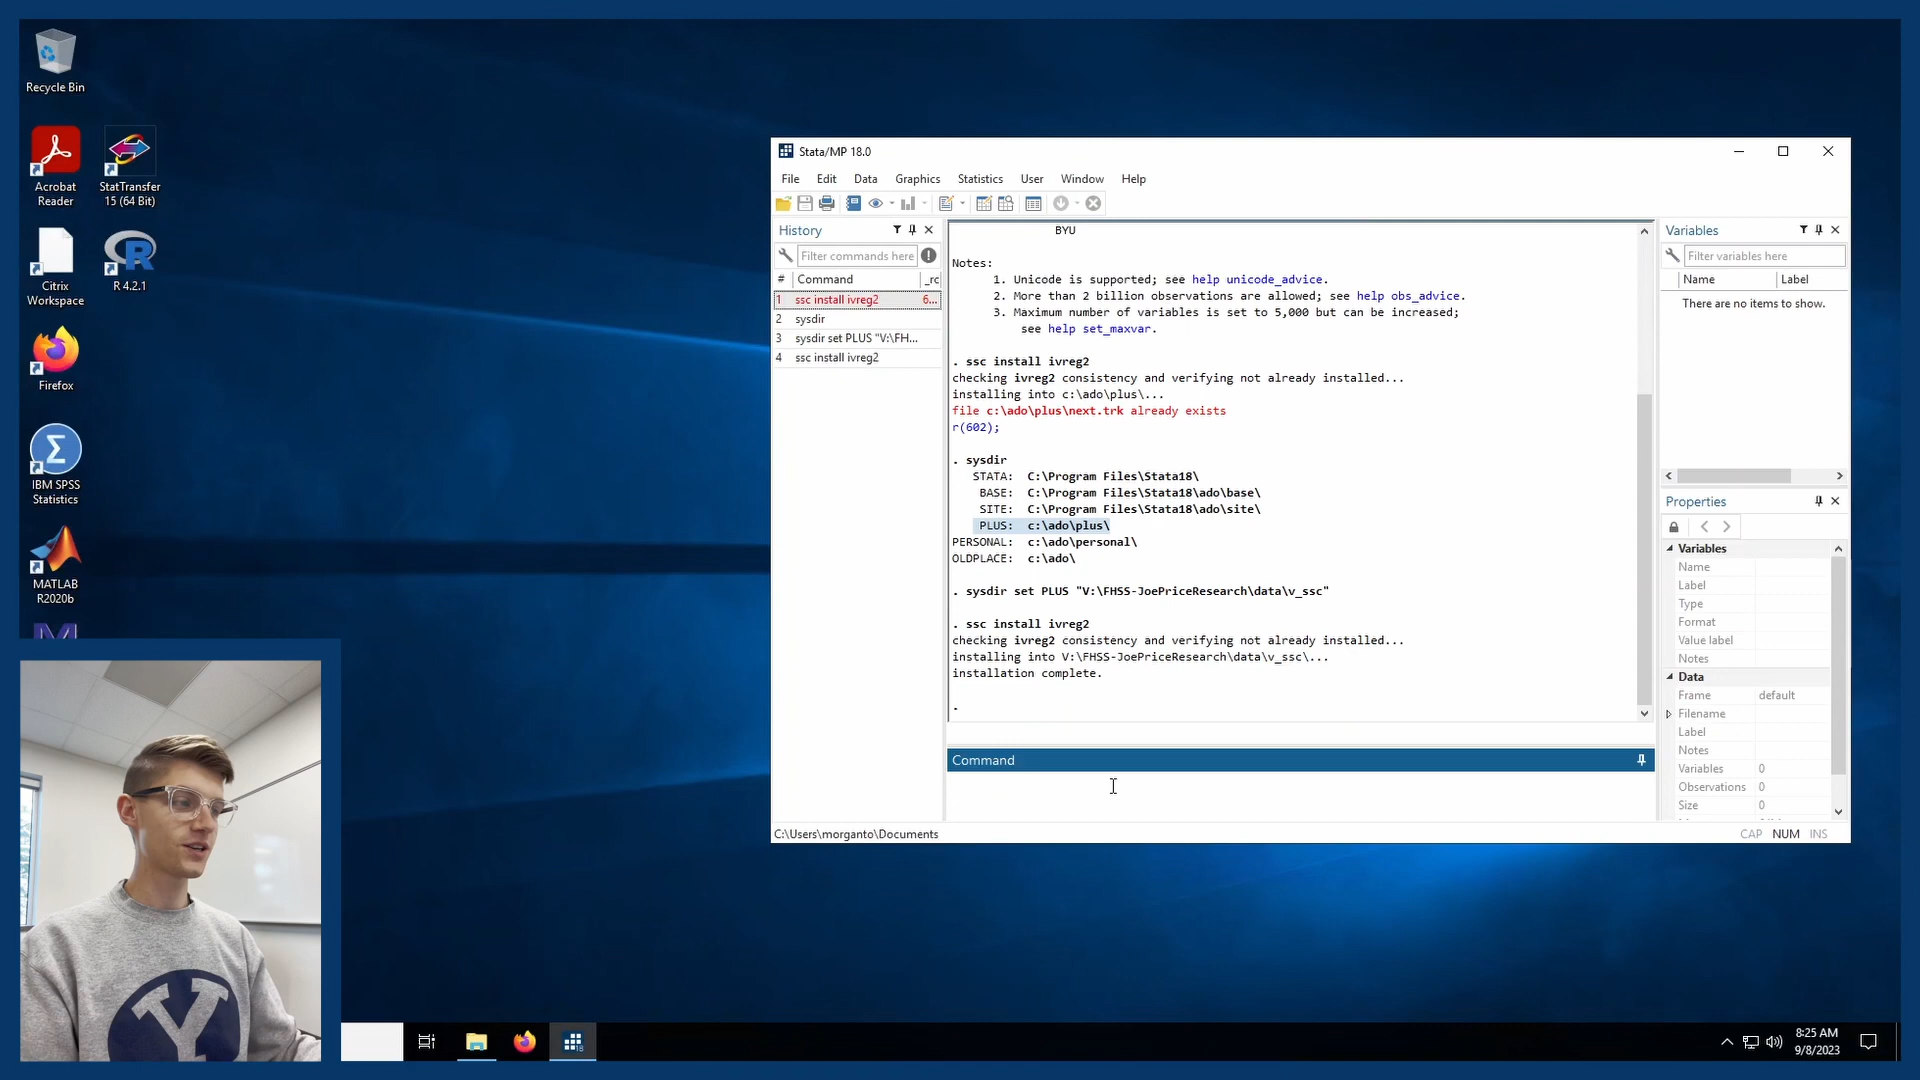 Recycle Bin
Acrobat
Reader
StatTransfer
15 (64 Bit)
Citrix
Workspace
R 4.2.1
Firefox
IBM SPSS
Statistics
MATLAB
R2020b
Stata/MP 18.0
File Edit Data Graphics Statistics User Window Help
History
Filter commands here
# Command _rc
1 ssc install ivreg2 6...
2 sysdir
3 sysdir set PLUS "V:\FH...
4 ssc install ivreg2
BYU
Notes:
1. Unicode is supported; see help unicode_advice.
2. More than 2 billion observations are allowed; see help obs_advice.
3. Maximum number of variables is set to 5,000 but can be increased;
see help set_maxvar.
. ssc install ivreg2
checking ivreg2 consistency and verifying not already installed...
installing into c:\ado\plus\...
file c:\ado\plus\next.trk already exists
r(602);
. sysdir
STATA: C:\Program Files\Stata18\
BASE: C:\Program Files\Stata18\ado\base\
SITE: C:\Program Files\Stata18\ado\site\
PLUS: c:\ado\plus\
PERSONAL: c:\ado\personal\
OLDPLACE: c:\ado\
. sysdir set PLUS "V:\FHSS-JoePriceResearch\data\v_ssc"
. ssc install ivreg2
checking ivreg2 consistency and verifying not already installed...
installing into V:\FHSS-JoePriceResearch\data\v_ssc\...
installation complete.
.
Command
Variables
Filter variables here
Name Label
There are no items to show.
Properties
Variables
Name
Label
Type
Format
Value label
Notes
Data
Frame default
Filename
Label
Notes
Variables 0
Observations 0
Size 0
C:\Users\morganto\Documents
CAP NUM INS
Y
8:25 AM
9/8/2023